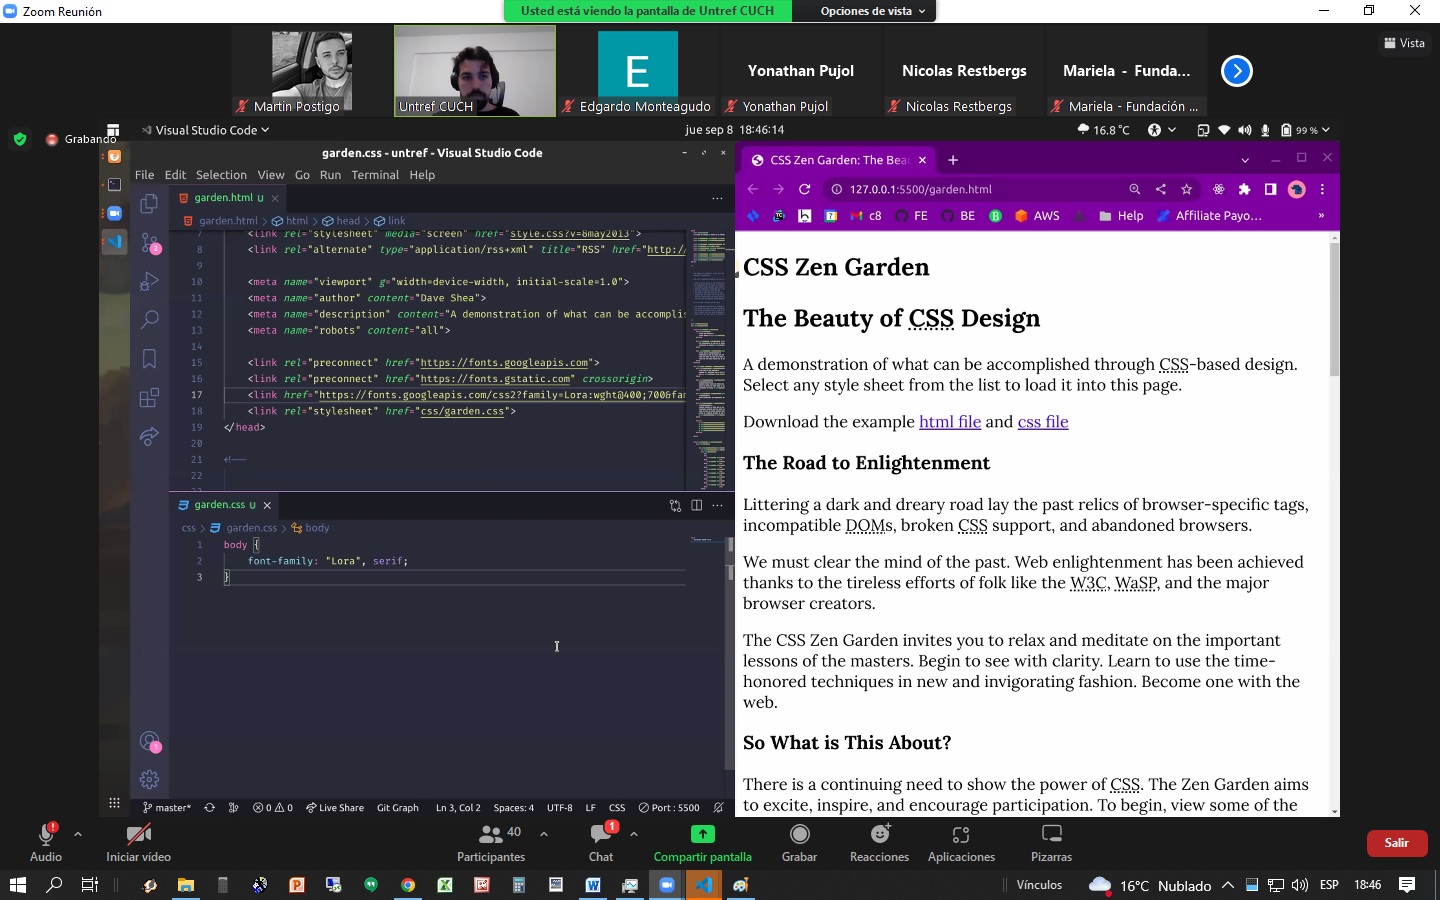 Zoom Reunión
Usted está viendo la pantalla de Untref CUCH
Opciones de vista
Vista
Martin Postigo
Untref CUCH
E
Edgardo Monteagudo
Yonathan Pujol
Yonathan Pujol
Nicolas Restbergs
Nicolas Restbergs
Mariela - Funda...
Mariela - Fundación ...
Grabando
Visual Studio Code
jue sep 8 18:46:14
16.8 °C
99 %
garden.css - untref - Visual Studio Code
File Edit Selection View Go Run Terminal Help
garden.html U
garden.html > html > head > link
7 <link rel="stylesheet" media="screen" href="style.css?v=8may2013">
8 <link rel="alternate" type="application/rss+xml" title="RSS" href="http:/
9
10 <meta name="viewport" g="width=device-width, initial-scale=1.0">
11 <meta name="author" content="Dave Shea">
12 <meta name="description" content="A demonstration of what can be accomplis
13 <meta name="robots" content="all">
14
15 <link rel="preconnect" href="https://fonts.googleapis.com">
16 <link rel="preconnect" href="https://fonts.gstatic.com" crossorigin>
17 <link href="https://fonts.googleapis.com/css2?family=Lora:wght@400;700&fam
18 <link rel="stylesheet" href="css/garden.css">
19 </head>
20
21 <!--
22
garden.css U
css > garden.css > body
1 body {
2 font-family: "Lora", serif;
3 }
master*
0 0
Live Share
Git Graph
Ln 3, Col 2
Spaces: 4
UTF-8
LF
CSS
Port : 5500
CSS Zen Garden: The Bea
127.0.0.1:5500/garden.html
c8 FE BE AWS Help Affiliate Payo... »
CSS Zen Garden
The Beauty of CSS Design
A demonstration of what can be accomplished through CSS-based design.
Select any style sheet from the list to load it into this page.
Download the example html file and css file
The Road to Enlightenment
Littering a dark and dreary road lay the past relics of browser-specific tags,
incompatible DOMs, broken CSS support, and abandoned browsers.
We must clear the mind of the past. Web enlightenment has been achieved
thanks to the tireless efforts of folk like the W3C, WaSP, and the major
browser creators.
The CSS Zen Garden invites you to relax and meditate on the important
lessons of the masters. Begin to see with clarity. Learn to use the time-
honored techniques in new and invigorating fashion. Become one with the
web.
So What is This About?
There is a continuing need to show the power of CSS. The Zen Garden aims
to excite, inspire, and encourage participation. To begin, view some of the
Audio
Iniciar vídeo
40
Participantes
1
Chat
Compartir pantalla
Grabar
Reacciones
Aplicaciones
Pizarras
Salir
Vínculos
16°C Nublado
ESP
18:46